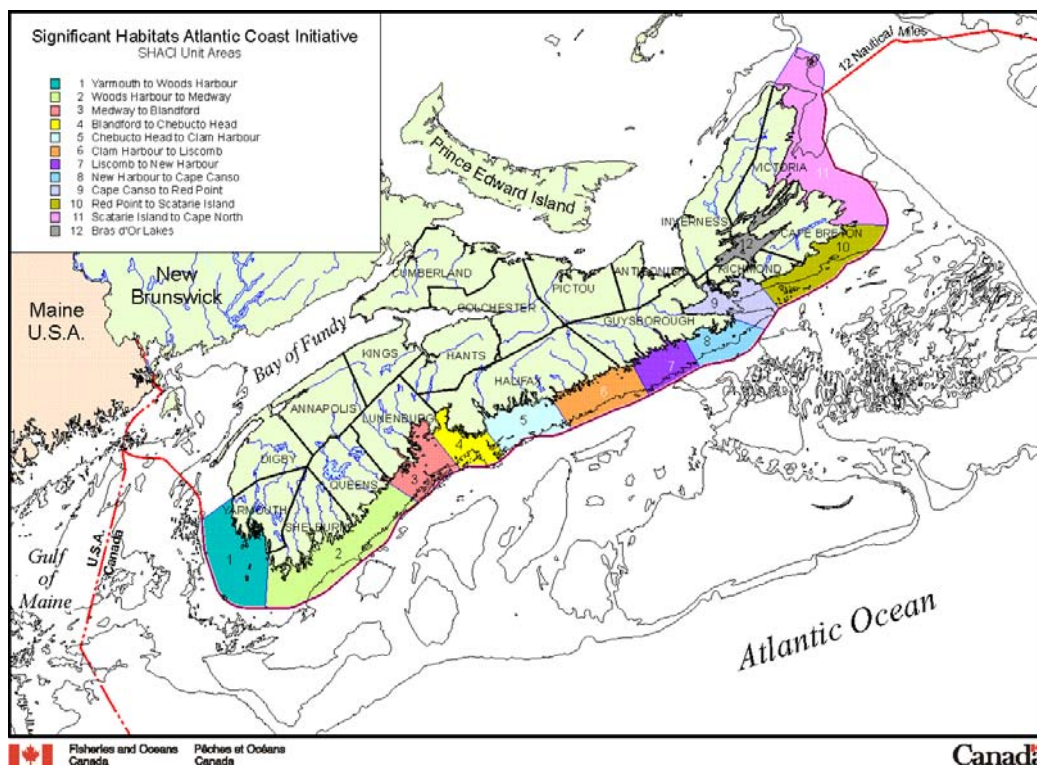 Significant Habitats Atlantic Coast Initiative
SHACI Unit Areas
1 Yarmouth to Woods Harbour
2 Woods Harbour to Medway
3 Medway to Blandford
4 Blandford to Chebucto Head
5 Chebucto Head to Clam Harbour
6 Clam Harbour to Liscomb
7 Liscomb to New Harbour
8 New Harbour to Cape Canso
9 Cape Canso to Red Point
10 Red Point to Scatarie Island
11 Scatarie Island to Cape North
12 Bras d'Or Lakes
12 Nautical Miles
Prince Edward Island
VICTORIA
11
INVERNESS
CAPE BRETON
12
10
RICHMOND
New
Brunswick
Maine
U.S.A.
CUMBERLAND
ANTIGONISH
PICTOU
COLCHESTER
9
GUYSBOROUGH
8
Bay of Fundy
KINGS
HANTS
7
HALIFAX
6
ANNAPOLIS
LUNENBURG
5
4
DIGBY
QUEENS
3
YARMOUTH
SHELBURNE
2
1
U.S.A.
Canada
Gulf
of
Maine
Atlantic Ocean
Fisheries and Oceans
Canada
Pêches et Océans
Canada
Canada